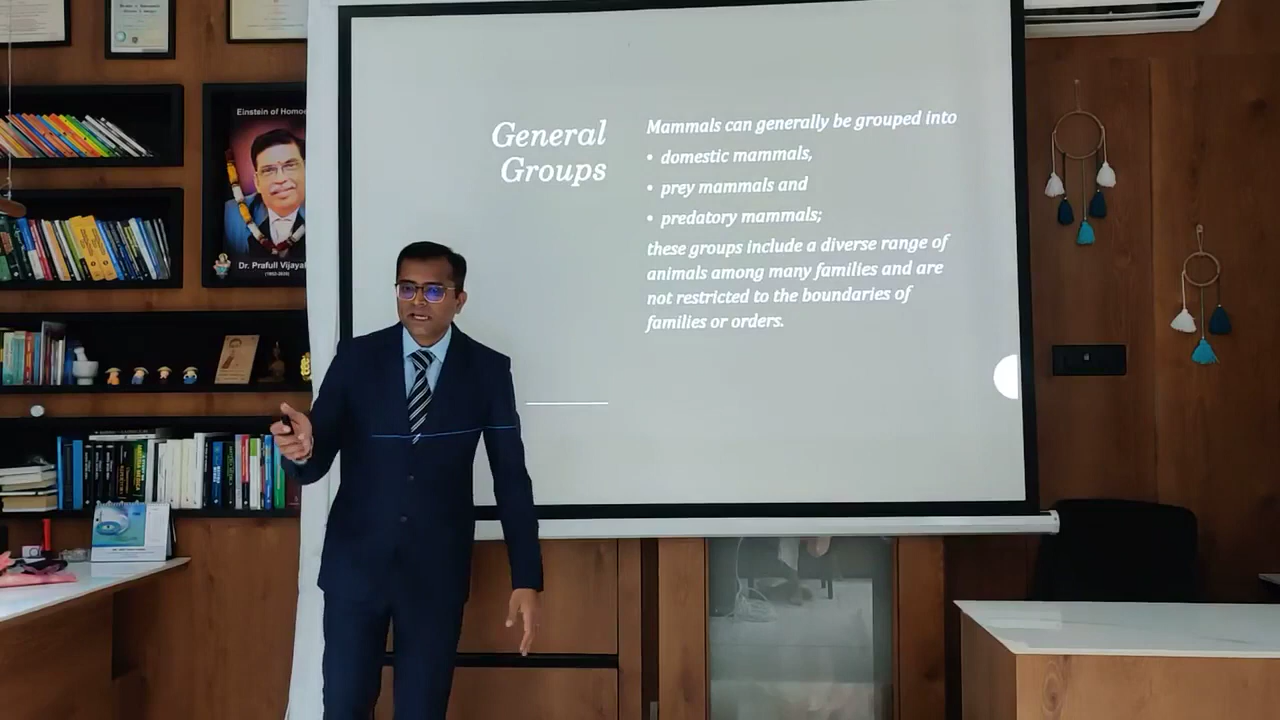 Einstein of Homoe
Dr. Prafull Vijayal
General
Groups
Mammals can generally be grouped into
• domestic mammals,
• prey mammals and
• predatory mammals;
these groups include a diverse range of
animals among many families and are
not restricted to the boundaries of
families or orders.